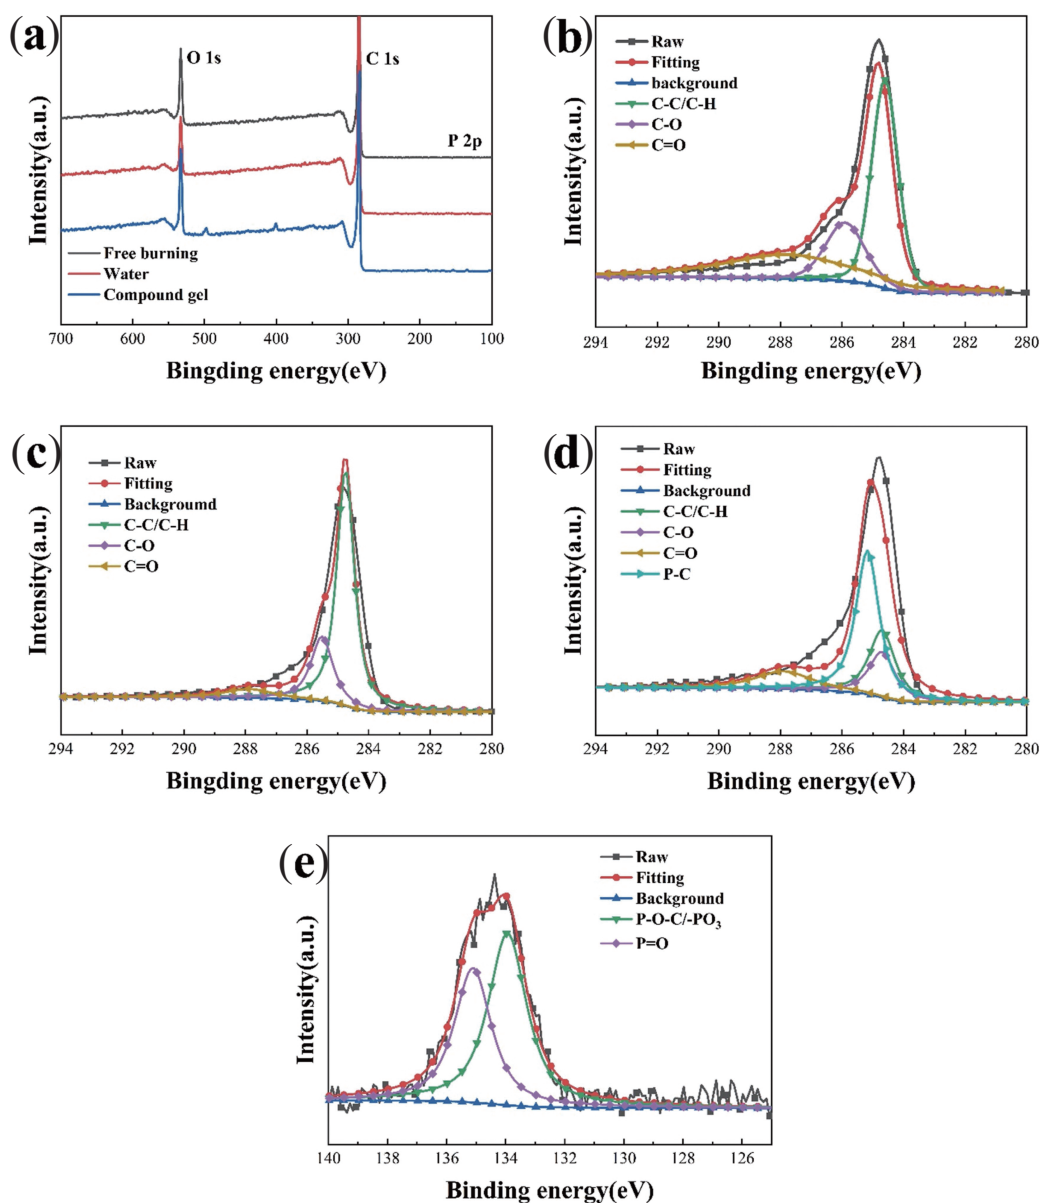 (a)
O 1s
C 1s
P 2p
Intensity(a.u.)
Free burning
Water
Compound gel
700 600 500 400 300 200 100
Bingding energy(eV)
(b)
Raw
Fitting
background
C-C/C-H
C-O
C=O
Intensity(a.u.)
294 292 290 288 286 284 282 280
Bingding energy(eV)
(c)
Raw
Fitting
Backgroumd
C-C/C-H
C-O
C=O
Intensity(a.u.)
294 292 290 288 286 284 282 280
Bingding energy(eV)
(d)
Raw
Fitting
Background
C-C/C-H
C-O
C=O
P-C
Intensity(a.u.)
294 292 290 288 286 284 282 280
Binding energy(eV)
(e)
Raw
Fitting
Background
P-O-C/-PO₃
P=O
Intensity(a.u.)
140 138 136 134 132 130 128 126
Binding energy(eV)